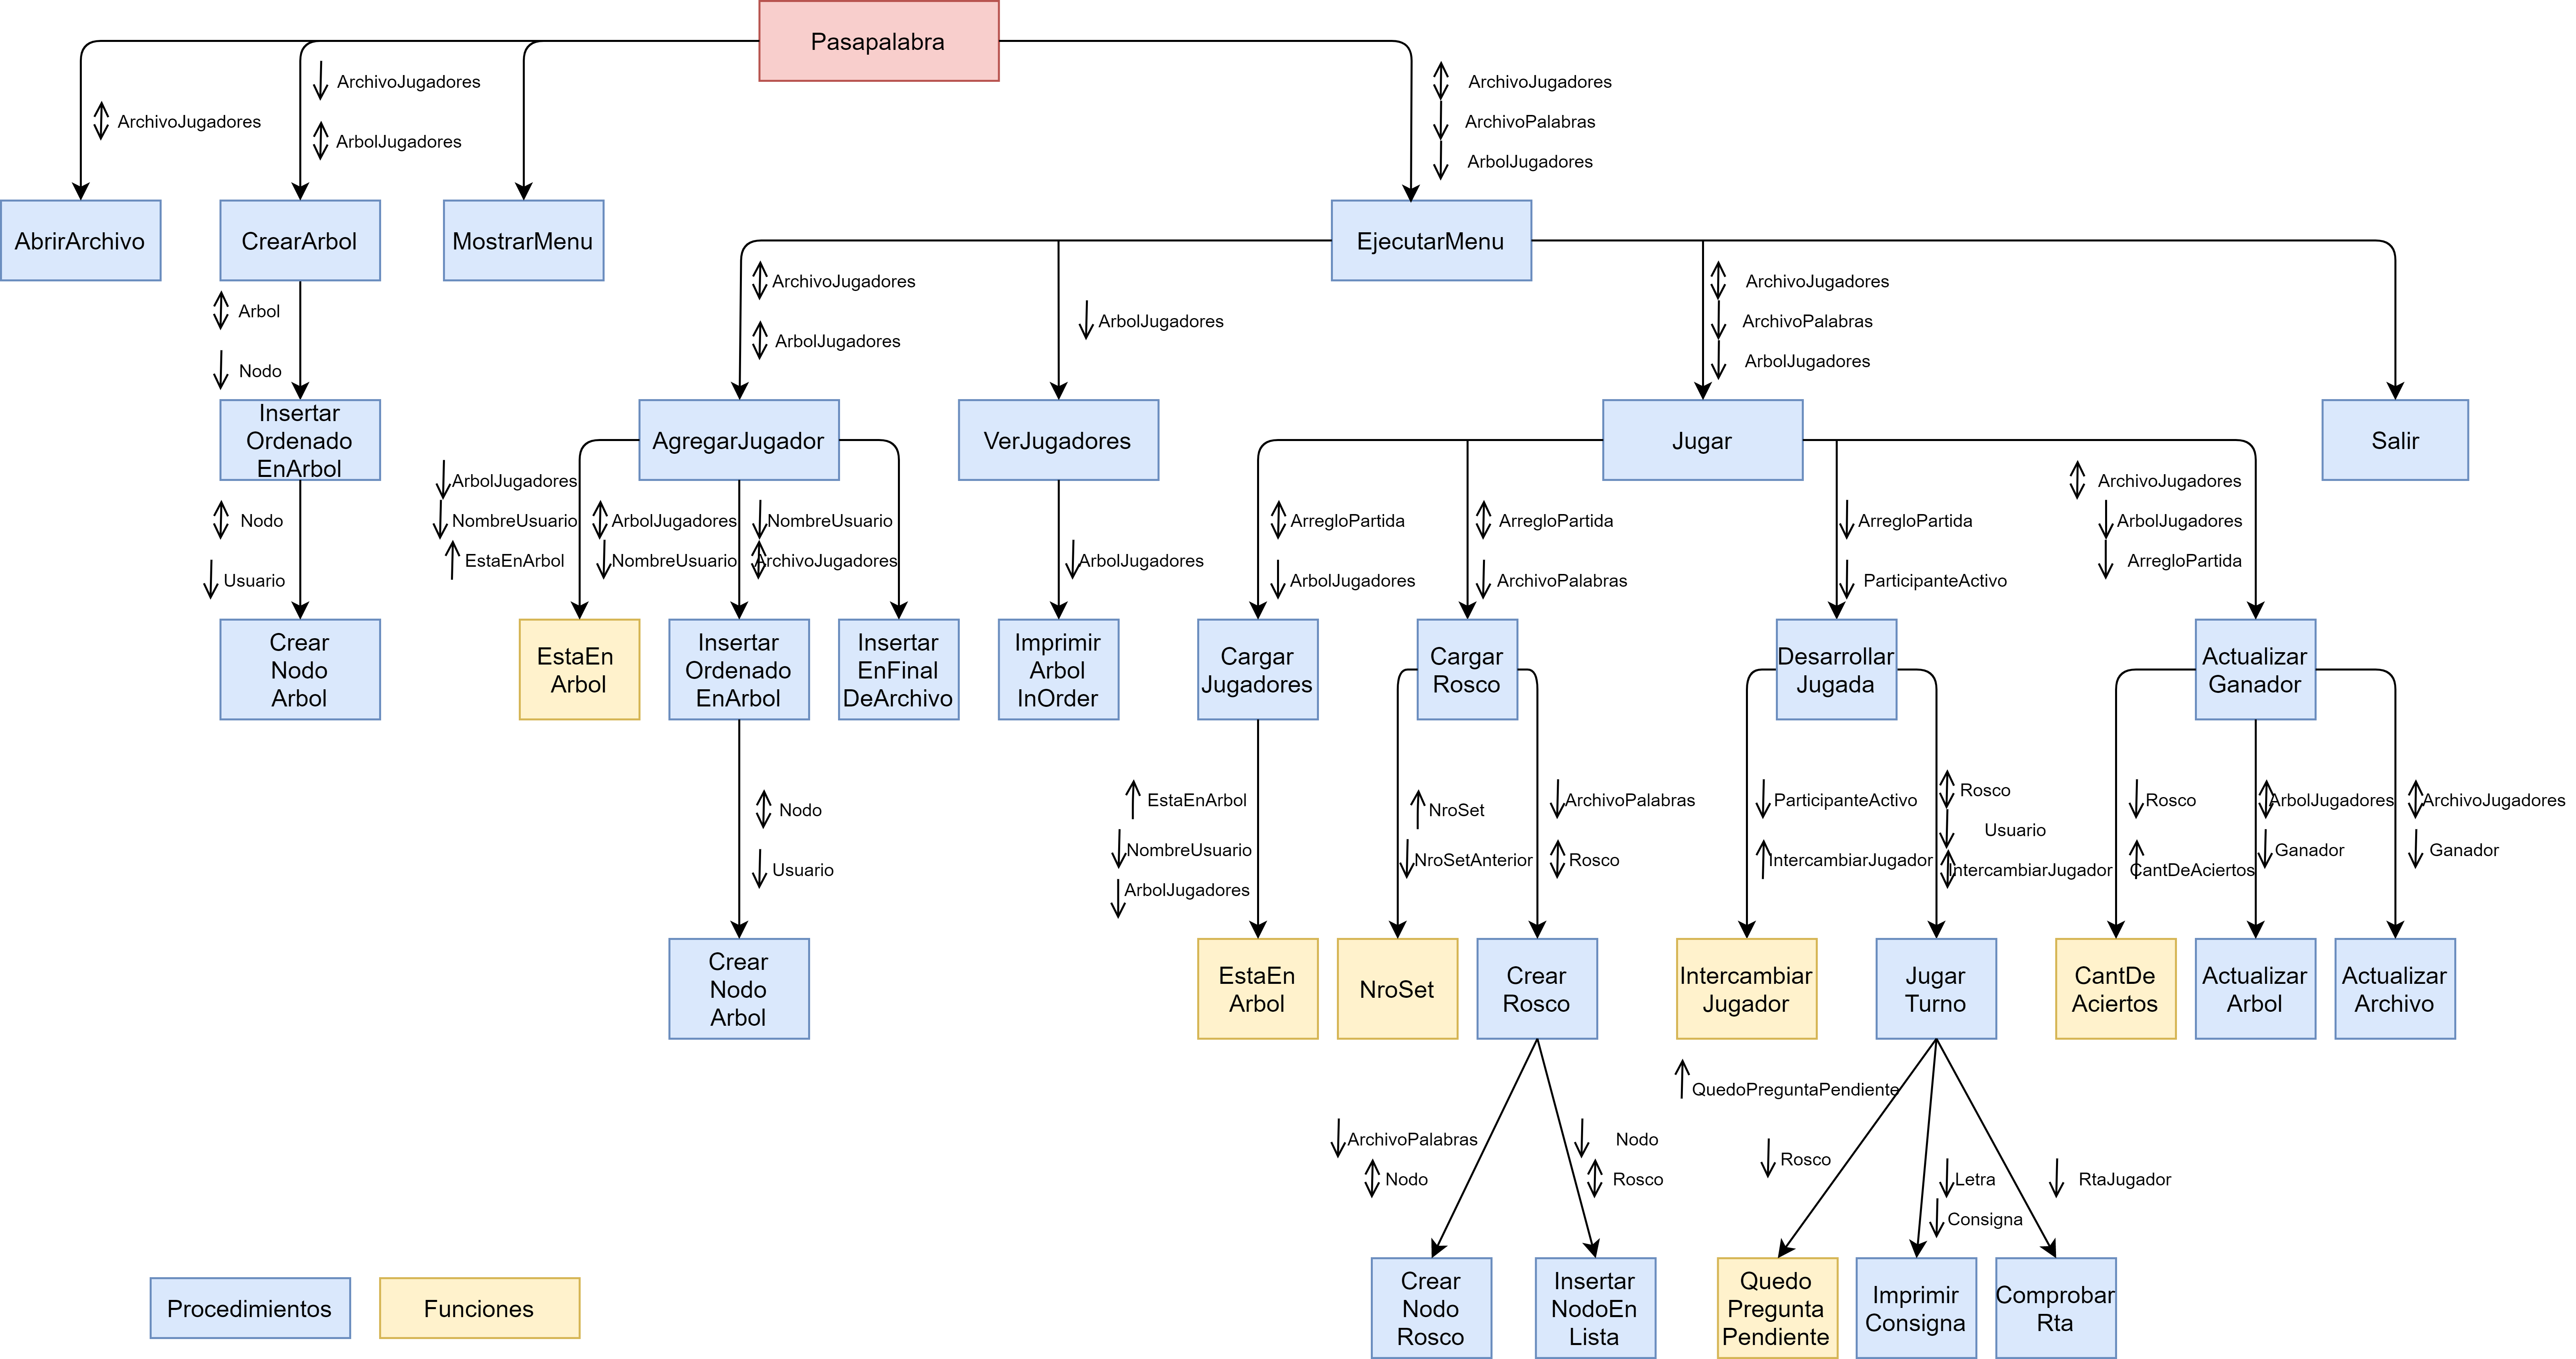 Pasapalabra
ArchivoJugadores
ArchivoJugadores
ArbolJugadores
ArchivoJugadores
ArchivoPalabras
ArbolJugadores
AbrirArchivo
CrearArbol
MostrarMenu
EjecutarMenu
Arbol
Nodo
ArchivoJugadores
ArbolJugadores
ArbolJugadores
ArchivoJugadores
ArchivoPalabras
ArbolJugadores
Insertar
Ordenado
EnArbol
AgregarJugador
VerJugadores
Jugar
Salir
Nodo
Usuario
ArbolJugadores
NombreUsuario
EstaEnArbol
ArbolJugadores
NombreUsuario
NombreUsuario
ArchivoJugadores
ArbolJugadores
ArregloPartida
ArbolJugadores
ArregloPartida
ArchivoPalabras
ArregloPartida
ParticipanteActivo
ArchivoJugadores
ArbolJugadores
ArregloPartida
Crear
Nodo
Arbol
EstaEn
Arbol
Insertar
Ordenado
EnArbol
Insertar
EnFinal
DeArchivo
Imprimir
Arbol
InOrder
Cargar
Jugadores
Cargar
Rosco
Desarrollar
Jugada
Actualizar
Ganador
Nodo
Usuario
EstaEnArbol
NombreUsuario
ArbolJugadores
NroSet
NroSetAnterior
ArchivoPalabras
Rosco
ParticipanteActivo
IntercambiarJugador
Rosco
Usuario
IntercambiarJugador
Rosco
CantDeAciertos
ArbolJugadores
Ganador
ArchivoJugadores
Ganador
Crear
Nodo
Arbol
EstaEn
Arbol
NroSet
Crear
Rosco
Intercambiar
Jugador
Jugar
Turno
CantDe
Aciertos
Actualizar
Arbol
Actualizar
Archivo
ArchivoPalabras
Nodo
Nodo
Rosco
QuedoPreguntaPendiente
Rosco
Letra
Consigna
RtaJugador
Procedimientos
Funciones
Crear
Nodo
Rosco
Insertar
NodoEn
Lista
Quedo
Pregunta
Pendiente
Imprimir
Consigna
Comprobar
Rta